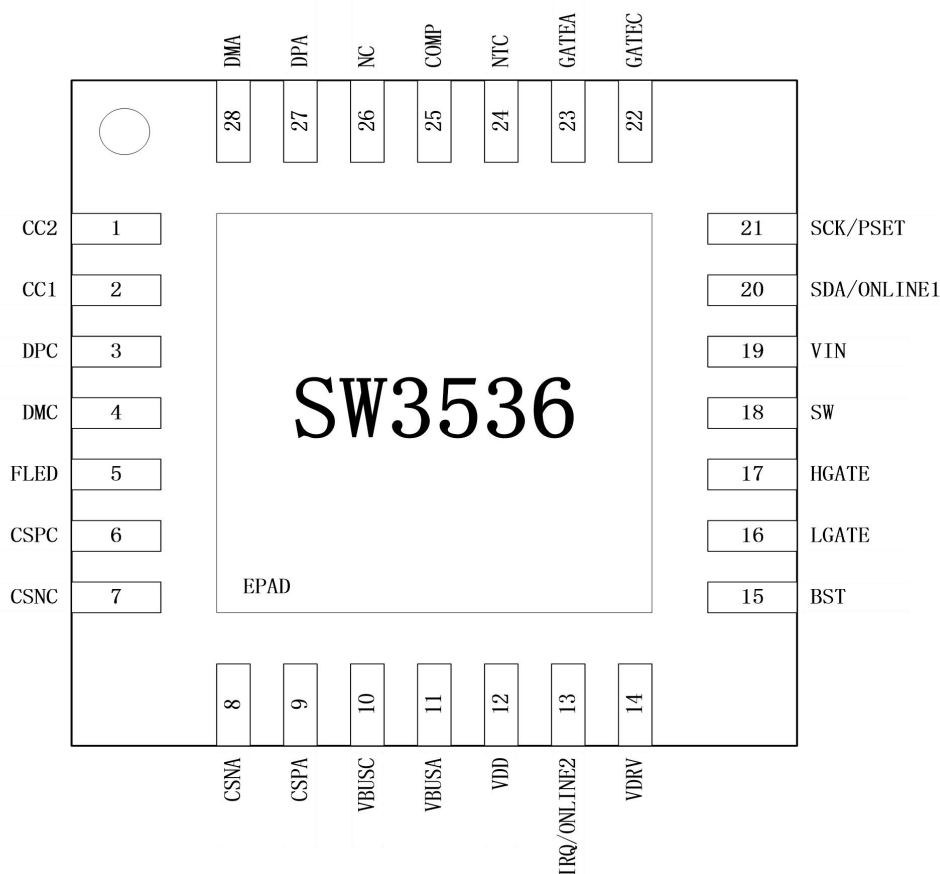 DMA
DPA
NC
COMP
NTC
GATEA
GATEC
28
27
26
25
24
23
22
CC2 1
CC1 2
DPC 3
DMC 4
FLED 5
CSPC 6
CSNC 7
21 SCK/PSET
20 SDA/ONLINE1
19 VIN
18 SW
17 HGATE
16 LGATE
15 BST
SW3536
EPAD
8
9
10
11
12
13
14
CSNA
CSPA
VBUSC
VBUSA
VDD
IRQ/ONLINE2
VDRV